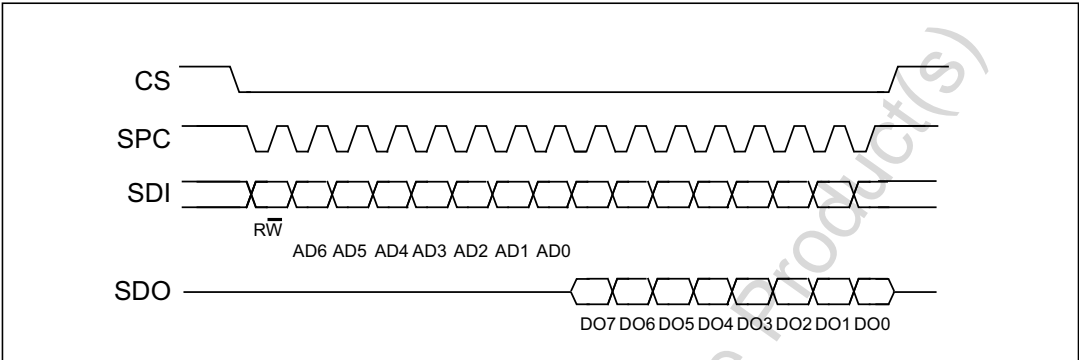 CS
SPC
SDI
RW
AD6 AD5 AD4 AD3 AD2 AD1 AD0
SDO
DO7 DO6 DO5 DO4 DO3 DO2 DO1 DO0
Product(s)